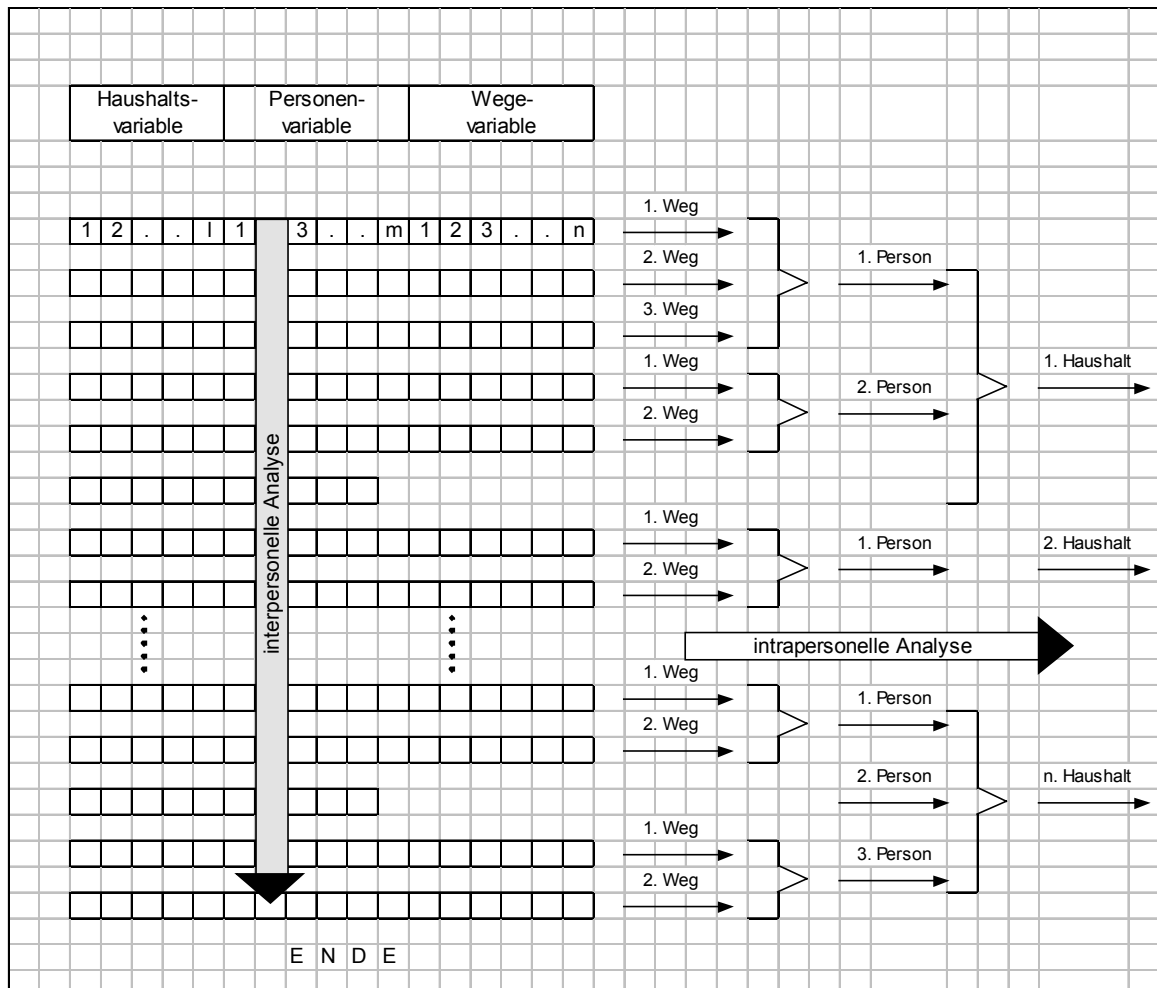 Haushalts-
variable
Personen-
variable
Wege-
variable
1 2 . . l 1 3 . . m 1 2 3 . . n
1. Weg
2. Weg
1. Person
3. Weg
1. Weg
1. Haushalt
2. Person
2. Weg
interpersonelle Analyse
1. Weg
1. Person
2. Haushalt
2. Weg
intrapersonelle Analyse
1. Weg
1. Person
2. Weg
2. Person
n. Haushalt
1. Weg
3. Person
2. Weg
E N D E